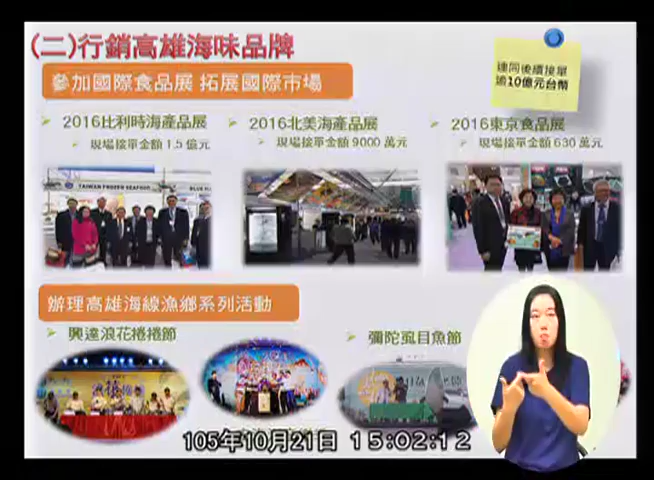 (二)行銷高雄海味品牌
參加國際食品展 拓展國際市場
連同後續接單
逾10億元台幣
2016比利時海產品展
現場接單金額 1.5 億元
2016北美海產品展
現場接單金額 9000 萬元
2016東京食品展
現場接單金額 630 萬元
TAIWAN FROZEN SEAFOOD
辦理高雄海線漁鄉系列活動
興達浪花捲捲節
彌陀虱目魚節
105年10月21日 15:02:12